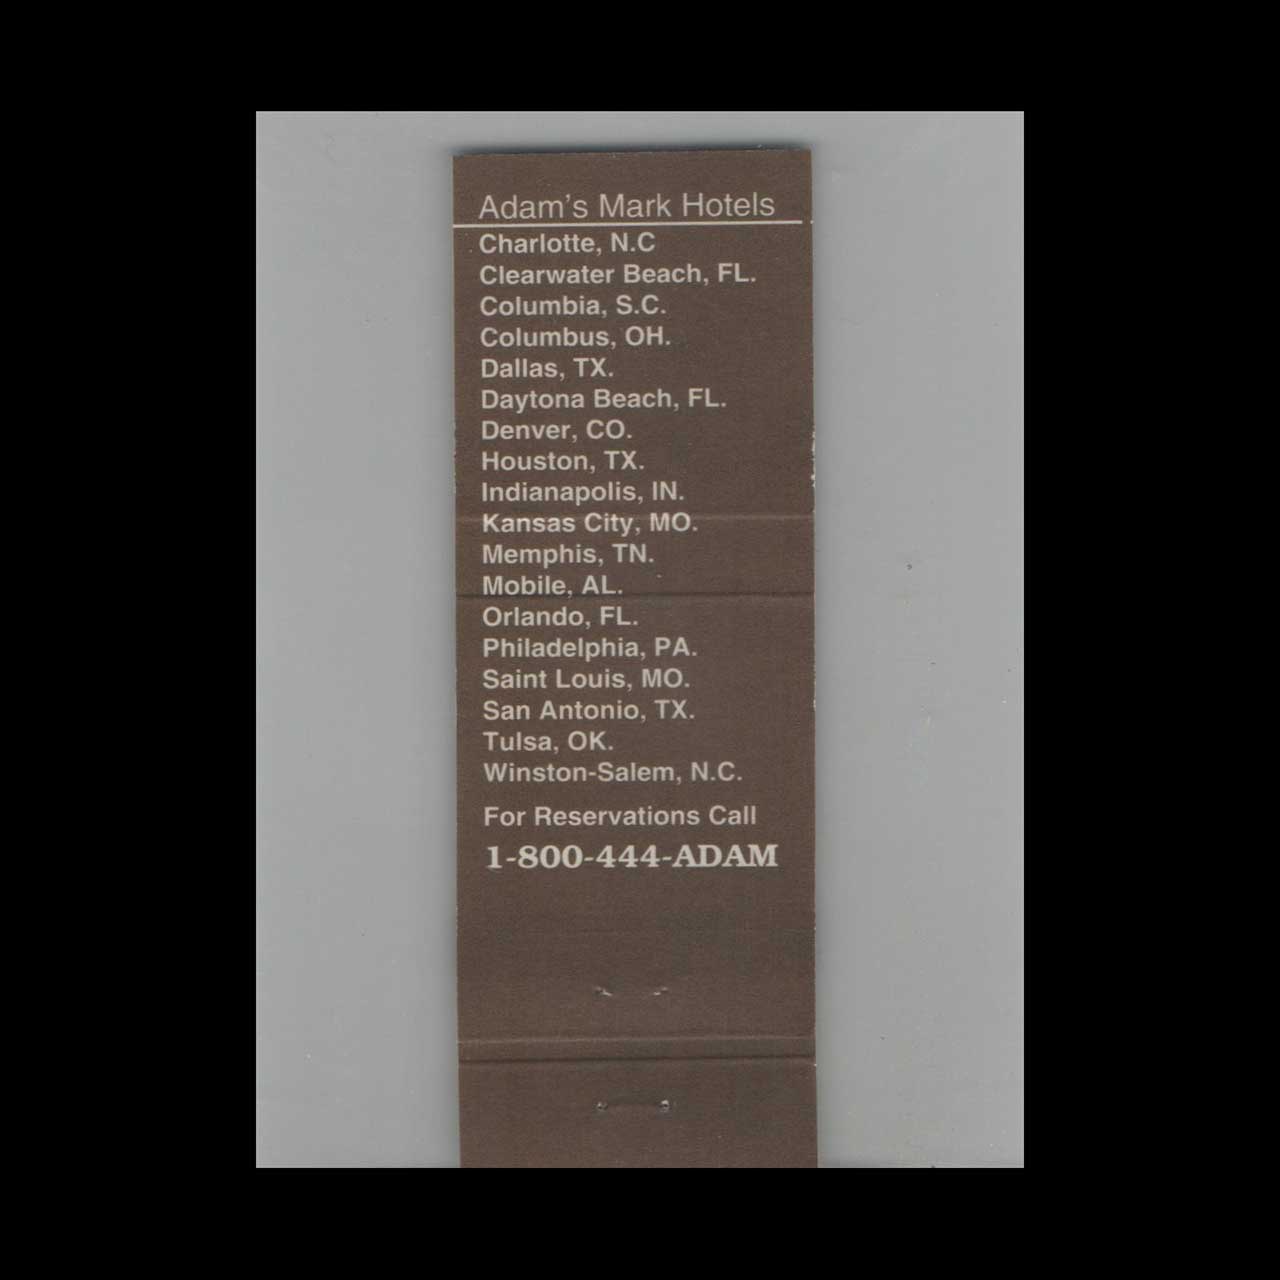 Adam's Mark Hotels
Charlotte, N.C
Clearwater Beach, FL.
Columbia, S.C.
Columbus, OH.
Dallas, TX.
Daytona Beach, FL.
Denver, CO.
Houston, TX.
Indianapolis, IN.
Kansas City, MO.
Memphis, TN.
Mobile, AL.
Orlando, FL.
Philadelphia, PA.
Saint Louis, MO.
San Antonio, TX.
Tulsa, OK.
Winston-Salem, N.C.
For Reservations Call
1-800-444-ADAM